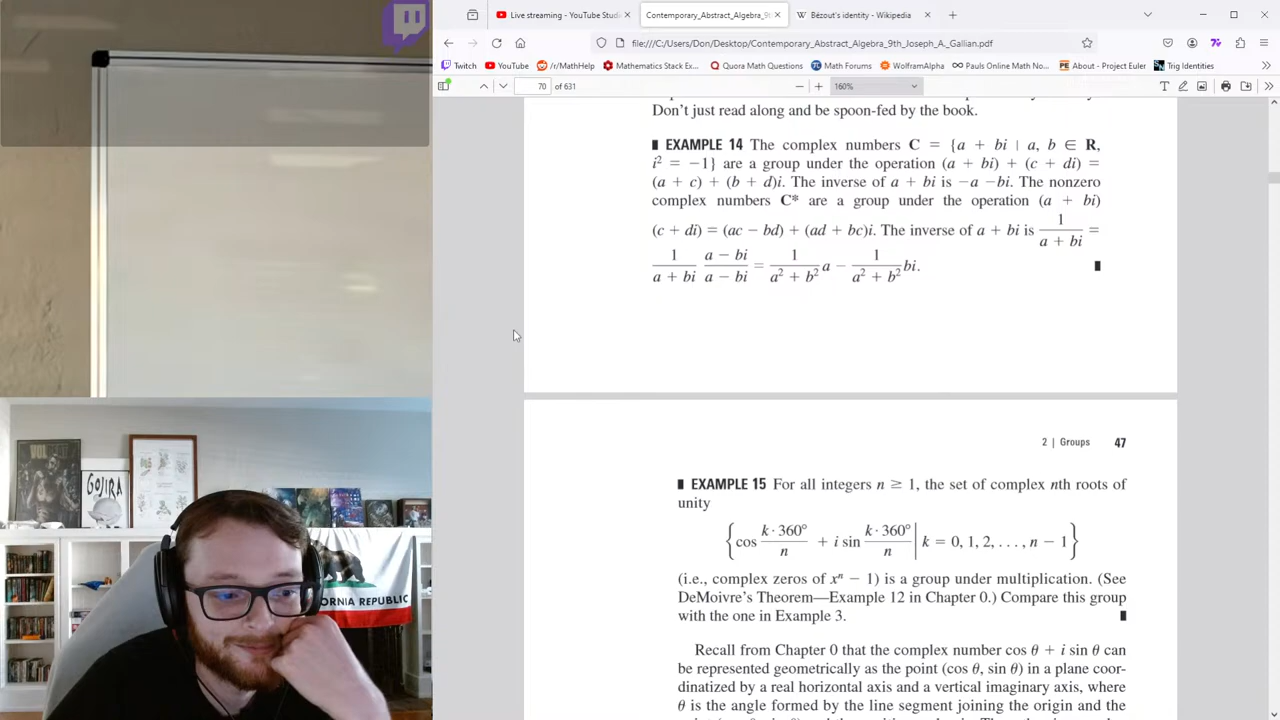 Live streaming - YouTube Studi
Contemporary_Abstract_Algebra_9t
Bézout's identity - Wikipedia
file:///C:/Users/Don/Desktop/Contemporary_Abstract_Algebra_9th_Joseph_A._Gallian.pdf
Twitch
YouTube
r/MathHelp
Mathematics Stack Ex...
Quora Math Questions
Math Forums
WolframAlpha
Pauls Online Math No...
About - Project Euler
Trig Identities
70 of 631
160%
Don't just read along and be spoon-fed by the book.
EXAMPLE 14 The complex numbers C = {a + bi | a, b ∈ R,
i² = −1} are a group under the operation (a + bi) + (c + di) =
(a + c) + (b + d)i. The inverse of a + bi is −a −bi. The nonzero
complex numbers C* are a group under the operation (a + bi)
(c + di) = (ac − bd) + (ad + bc)i. The inverse of a + bi is 1/(a + bi) =
1/(a + bi) (a − bi)/(a − bi) = 1/(a² + b²) a − 1/(a² + b²) bi.
2 | Groups 47
EXAMPLE 15 For all integers n ≥ 1, the set of complex nth roots of
unity
{cos k·360°/n + i sin k·360°/n | k = 0, 1, 2, . . . , n − 1}
(i.e., complex zeros of xⁿ − 1) is a group under multiplication. (See
DeMoivre's Theorem—Example 12 in Chapter 0.) Compare this group
with the one in Example 3.
Recall from Chapter 0 that the complex number cos θ + i sin θ can
be represented geometrically as the point (cos θ, sin θ) in a plane coor-
dinatized by a real horizontal axis and a vertical imaginary axis, where
θ is the angle formed by the line segment joining the origin and the
GOJIRA
CALIFORNIA REPUBLIC